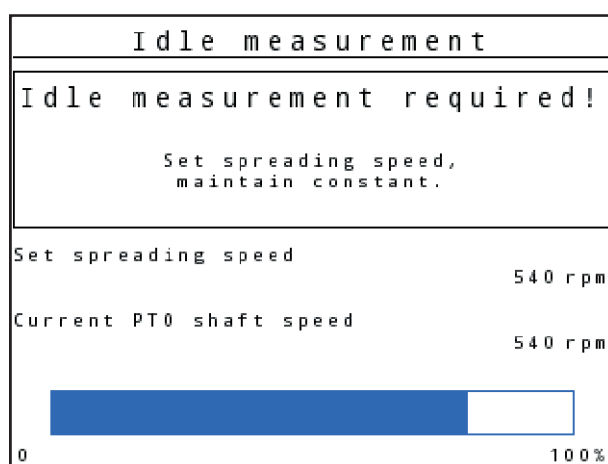 Idle measurement
Idle measurement required!
Set spreading speed,
maintain constant.
Set spreading speed
540 rpm
Current PTO shaft speed
540 rpm
0 100%